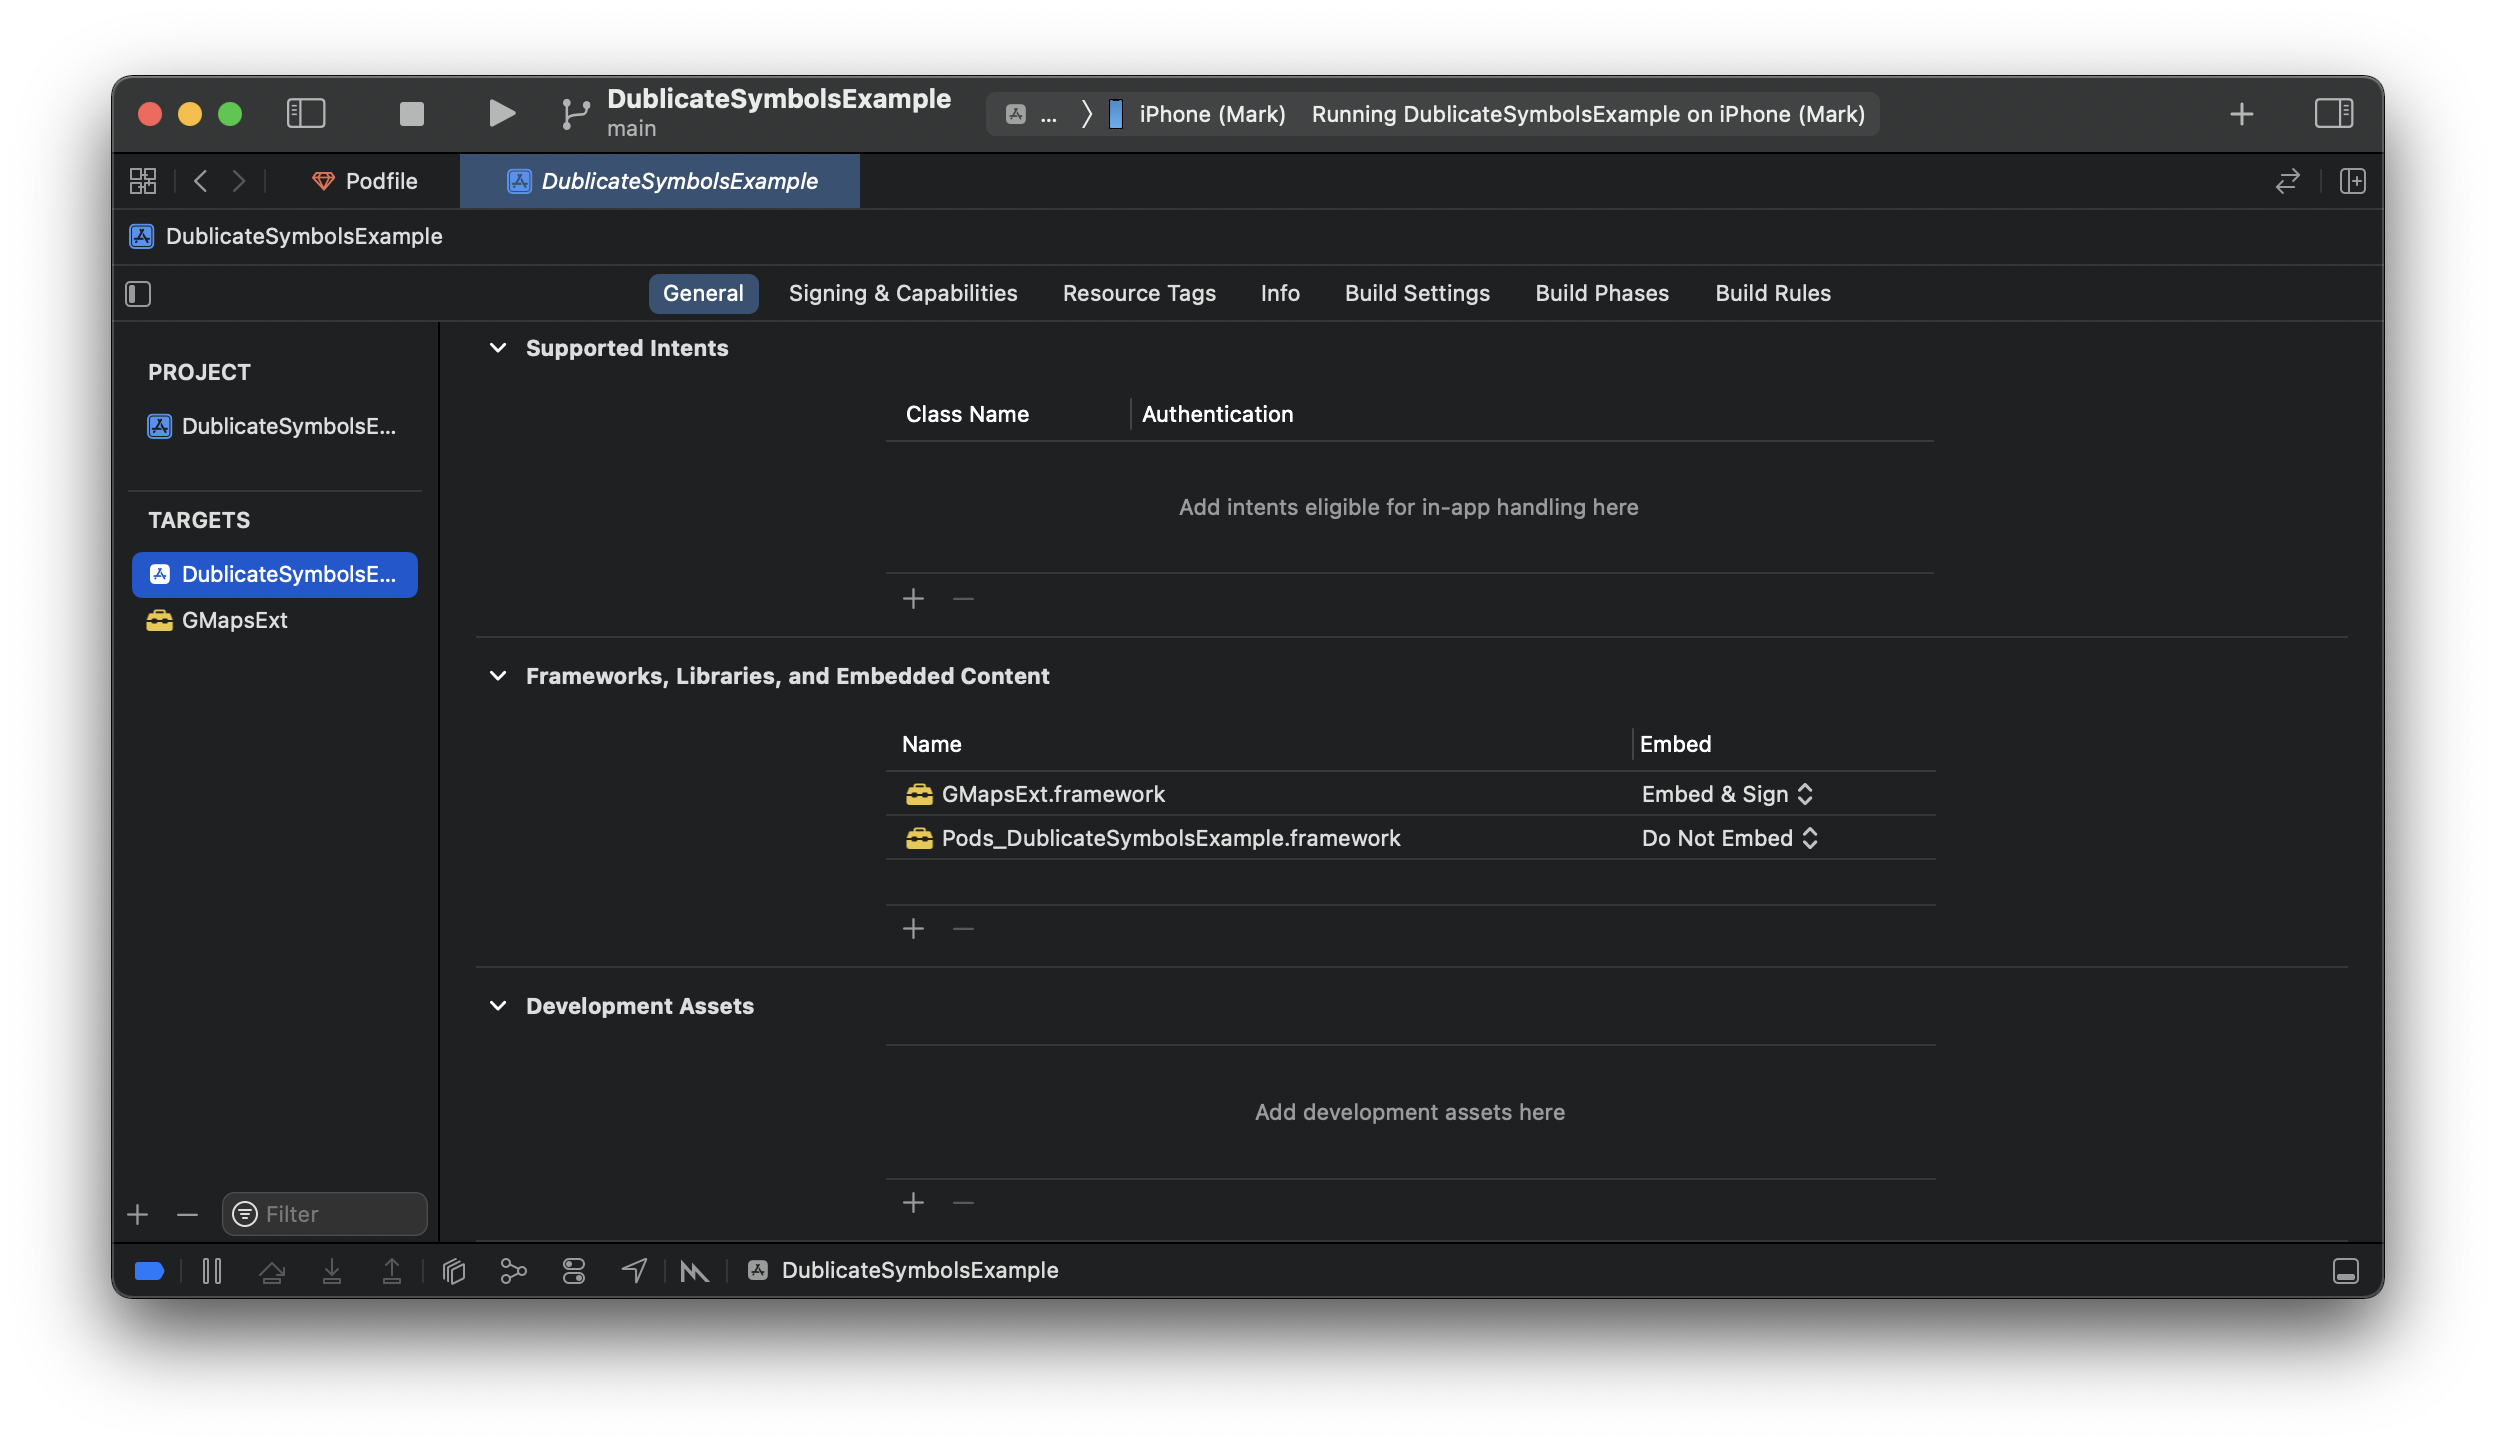 DublicateSymbolsExample
main
... iPhone (Mark) Running DublicateSymbolsExample on iPhone (Mark)
Podfile
DublicateSymbolsExample
DublicateSymbolsExample
General Signing & Capabilities Resource Tags Info Build Settings Build Phases Build Rules
PROJECT
DublicateSymbolsE...
TARGETS
DublicateSymbolsE...
GMapsExt
Supported Intents
Class Name Authentication
Add intents eligible for in-app handling here
Frameworks, Libraries, and Embedded Content
Name Embed
GMapsExt.framework Embed & Sign
Pods_DublicateSymbolsExample.framework Do Not Embed
Development Assets
Add development assets here
Filter
DublicateSymbolsExample